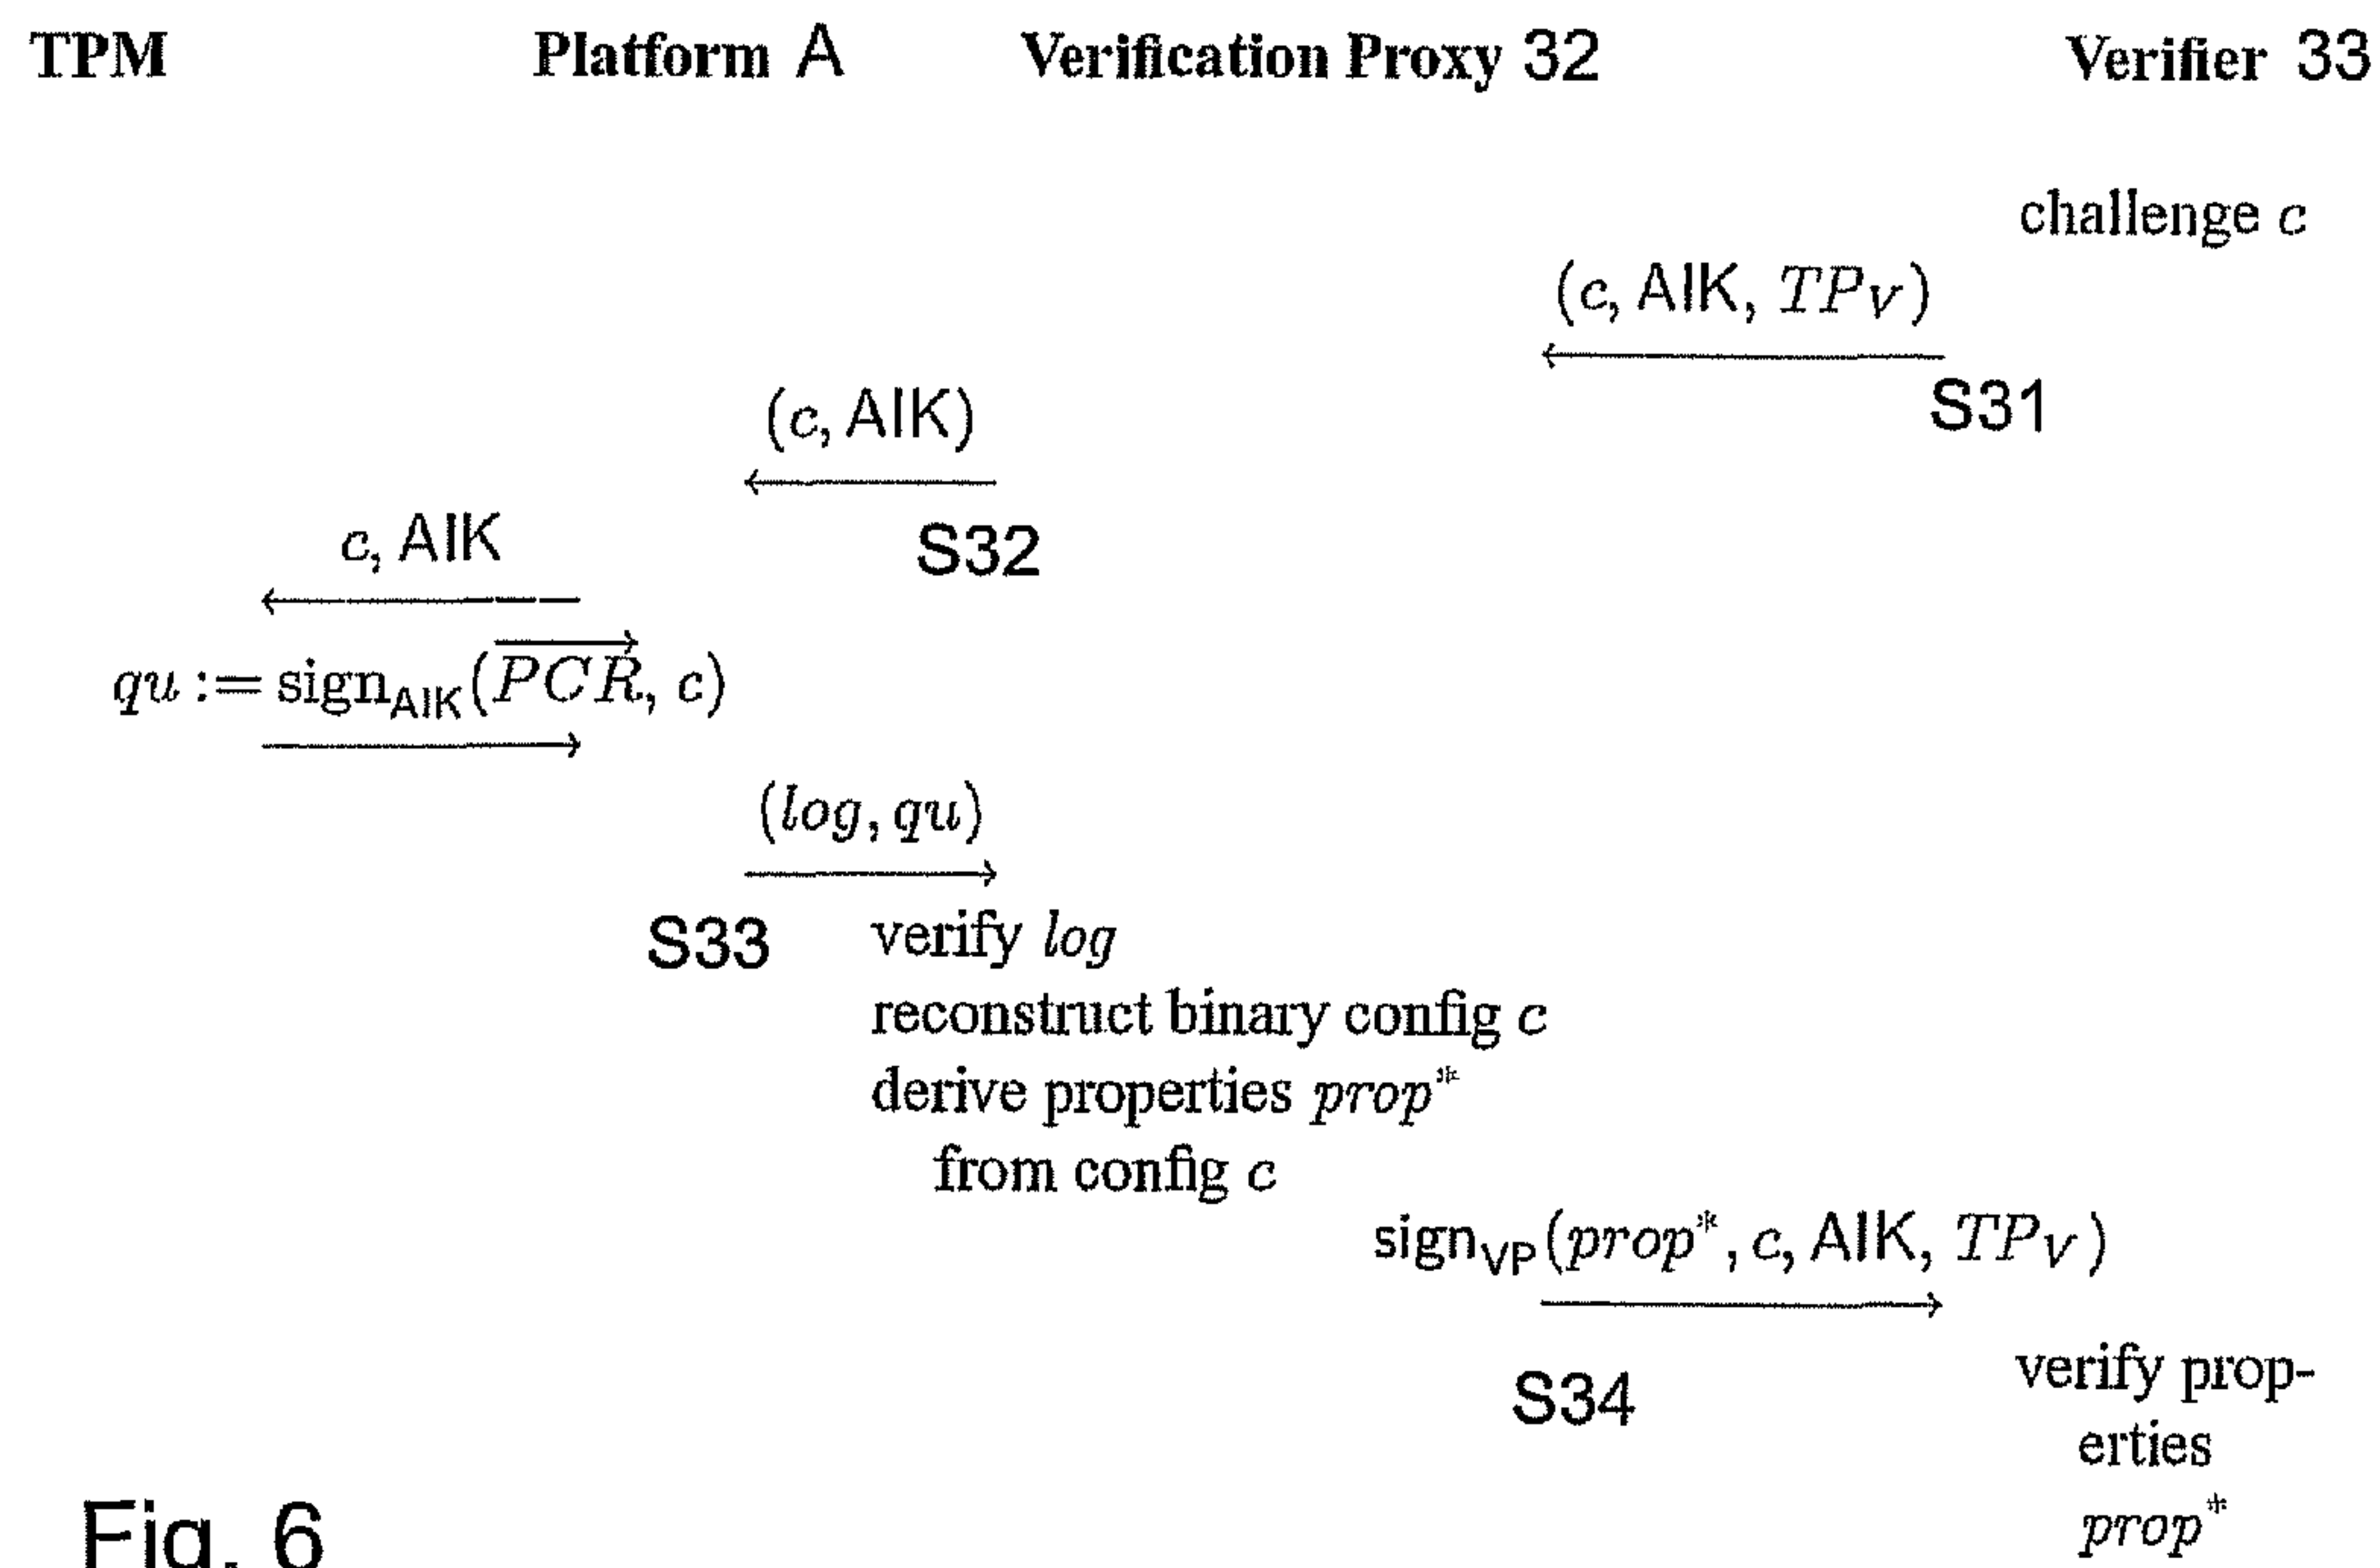 TPM Platform A Verification Proxy 32 Verifier 33
challenge c
(c, AIK, TP_V)
S31
(c, AIK)
S32
c, AIK
qu := sign_AIK(\overrightarrow{PCR}, c)
(log, qu)
S33
verify log
reconstruct binary config c
derive properties prop*
from config c
sign_VP(prop*, c, AIK, TP_V)
S34
verify prop-
erties
prop*
Fig. 6